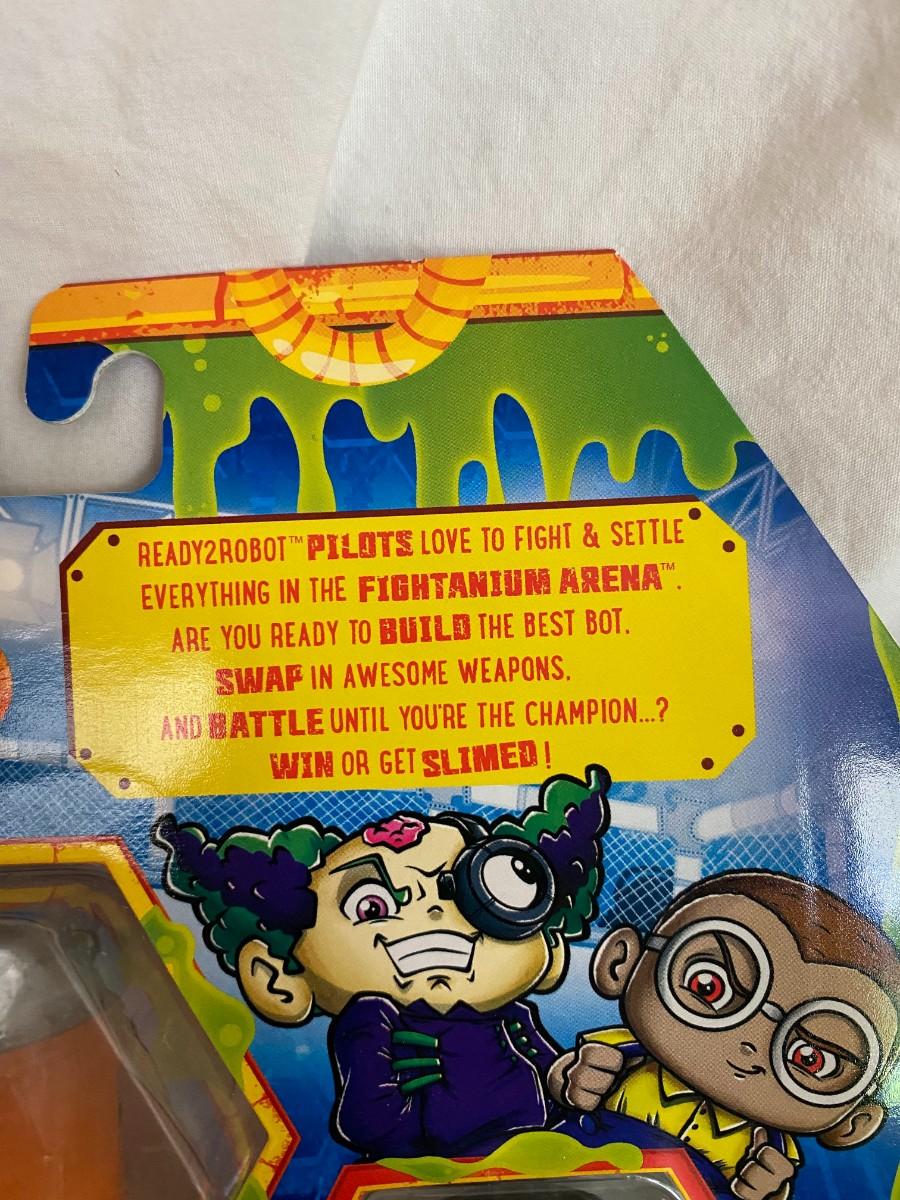 READY2ROBOT™ PILOTS LOVE TO FIGHT & SETTLE
EVERYTHING IN THE FIGHTANIUM ARENA™.
ARE YOU READY TO BUILD THE BEST BOT,
SWAP IN AWESOME WEAPONS,
AND BATTLE UNTIL YOU'RE THE CHAMPION...?
WIN OR GET SLIMED!